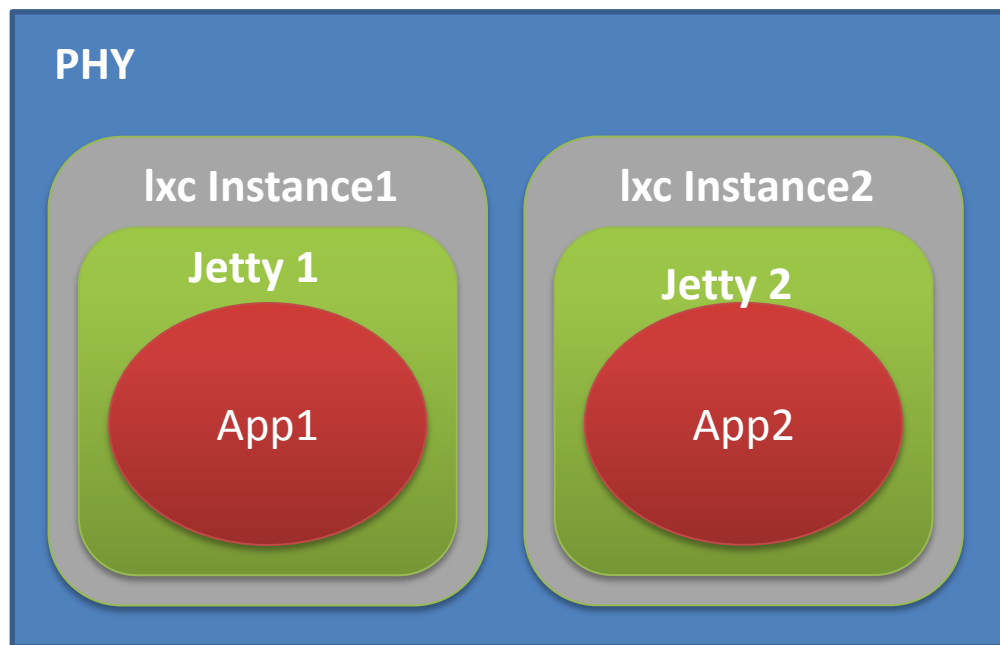 PHY
lxc Instance1
lxc Instance2
Jetty 1
Jetty 2
App1
App2